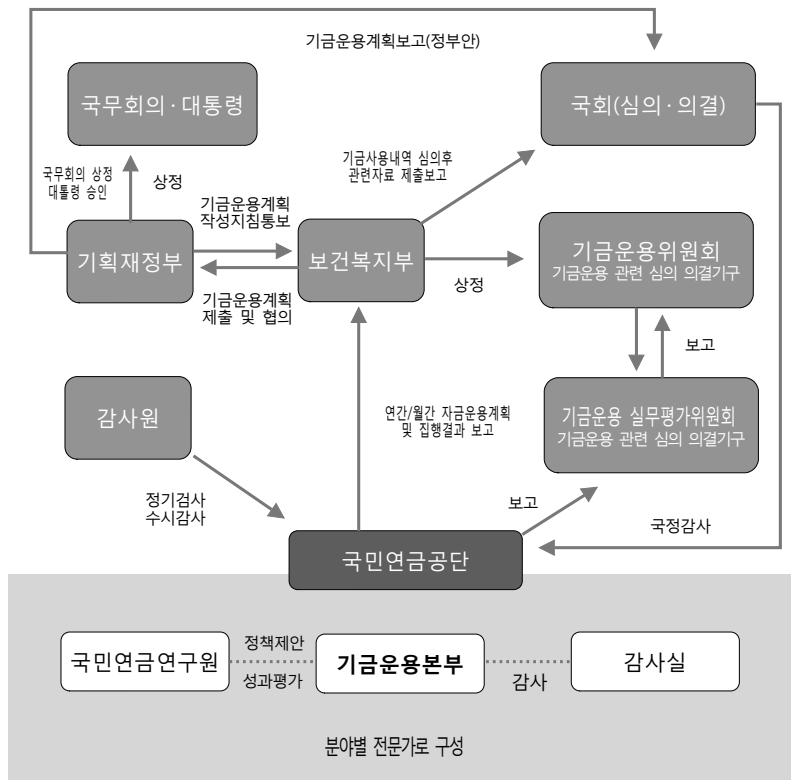 기금운용계획보고(정부안)
국무회의·대통령
국회(심의·의결)
국무회의 상정
대통령 승인
상정
기금사용내역 심의후
관련자료 제출보고
기금운용계획
작성지침통보
기획재정부
보건복지부
기금운용위원회
기금운용 관련 심의 의결기구
상정
기금운용계획
제출 및 협의
보고
감사원
연간/월간 자금운용계획
및 집행결과 보고
기금운용 실무평가위원회
기금운용 관련 심의 의결기구
정기검사
수시감사
보고
국정감사
국민연금공단
국민연금연구원
정책제안
성과평가
기금운용본부
감사
감사실
분야별 전문가로 구성